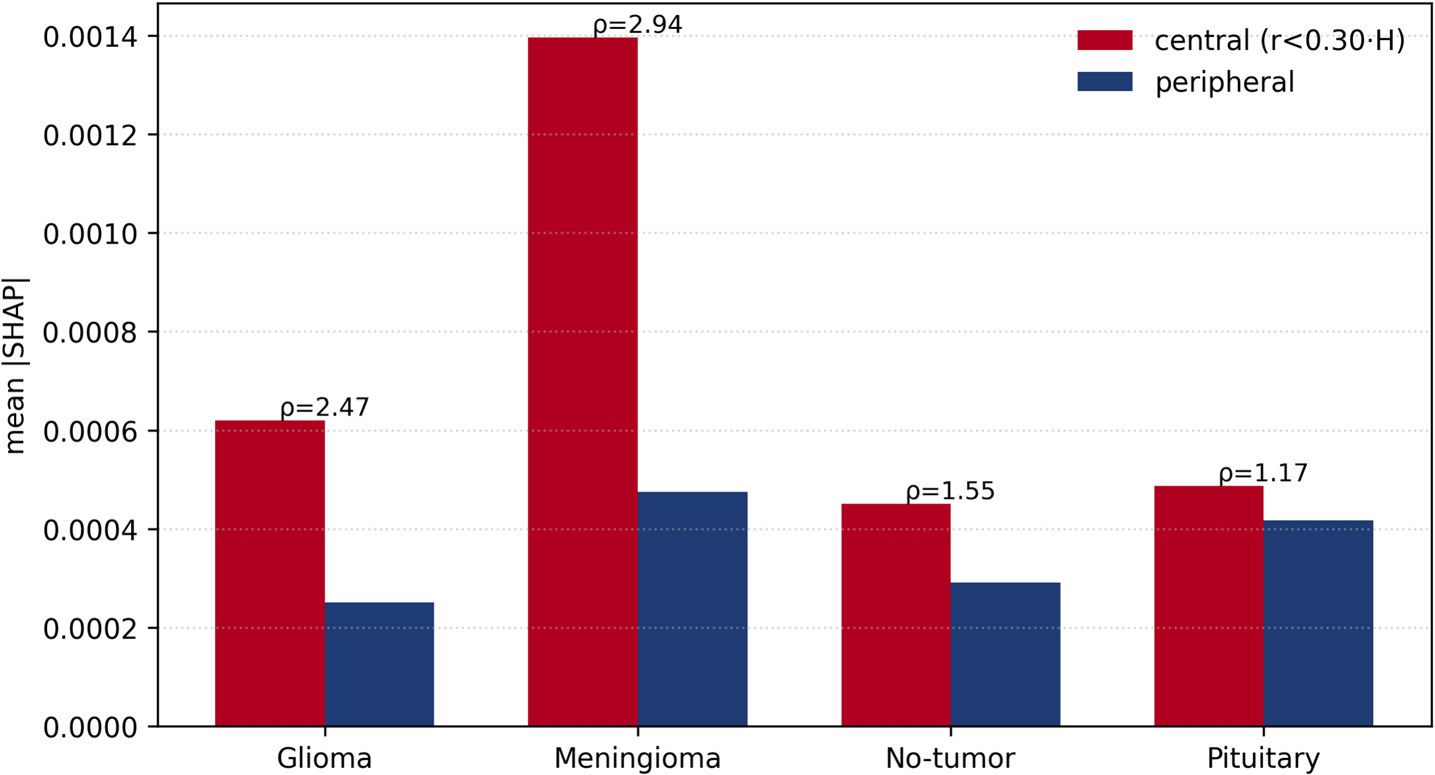 0.0014
0.0012
0.0010
0.0008
0.0006
0.0004
0.0002
0.0000
mean |SHAP|
ρ=2.47
ρ=2.94
ρ=1.55
ρ=1.17
central (r<0.30·H)
peripheral
Glioma
Meningioma
No-tumor
Pituitary